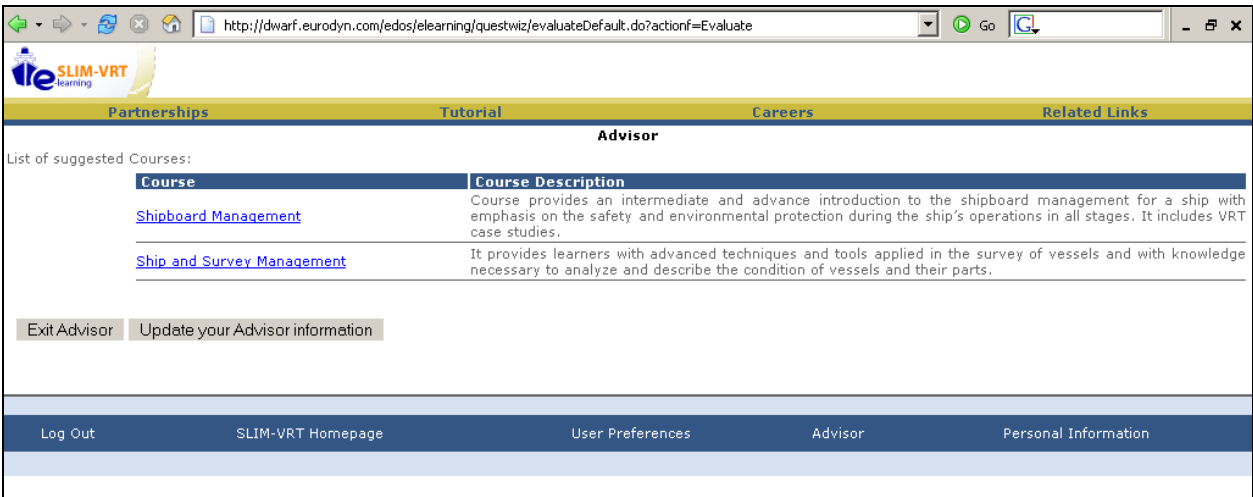 http://dwarf.eurodyn.com/edos/elearning/questwiz/evaluateDefault.do?actionf=Evaluate Go G
SLIM-VRT
e-learning
Partnerships Tutorial Careers Related Links
Advisor
List of suggested Courses:
Course Course Description
Shipboard Management
Course provides an intermediate and advance introduction to the shipboard management for a ship with
emphasis on the safety and environmental protection during the ship's operations in all stages. It includes VRT
case studies.
Ship and Survey Management
It provides learners with advanced techniques and tools applied in the survey of vessels and with knowledge
necessary to analyze and describe the condition of vessels and their parts.
Exit Advisor Update your Advisor information
Log Out SLIM-VRT Homepage User Preferences Advisor Personal Information